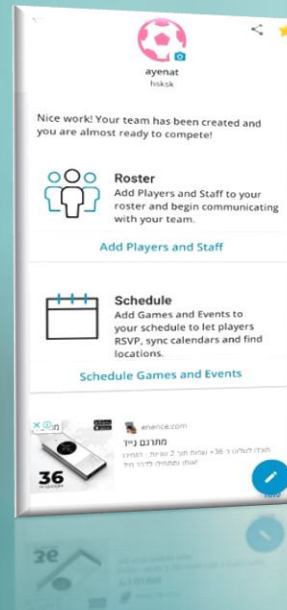 ayenat
hsksk
Nice work! Your team has been created and
you are almost ready to compete!
Roster
Add Players and Staff to your
roster and begin communicating
with your team.
Add Players and Staff
Schedule
Add Games and Events to
your schedule to let players
RSVP, sync calendars and find
locations.
Schedule Games and Events
enence.com
מתרגם נייד
36